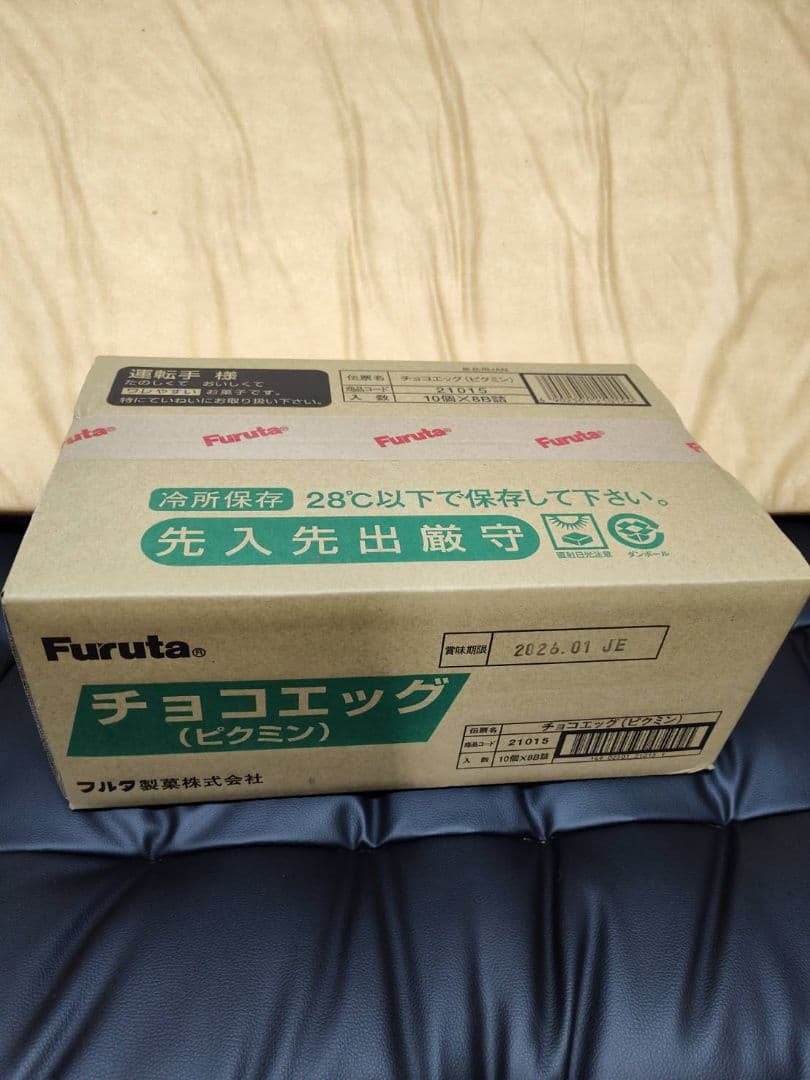 運転手 様
たのしくて おいしくて
ワレやすい お菓子です。
特にていねいにお取り扱い下さい。
伝票名 チョコエッグ(ピクミン)
商品コード 21015
入数 10個×8B詰
Furuta® Furuta® Furuta®
冷所保存 28℃以下で保存して下さい。
先入先出厳守
直射日光注意
ダンボール
Furuta®
賞味期限 2026.01 JE
チョコエッグ
(ピクミン)
フルタ製菓株式会社
伝票名 チョコエッグ(ピクミン)
商品コード 21015
入数 10個×8B詰